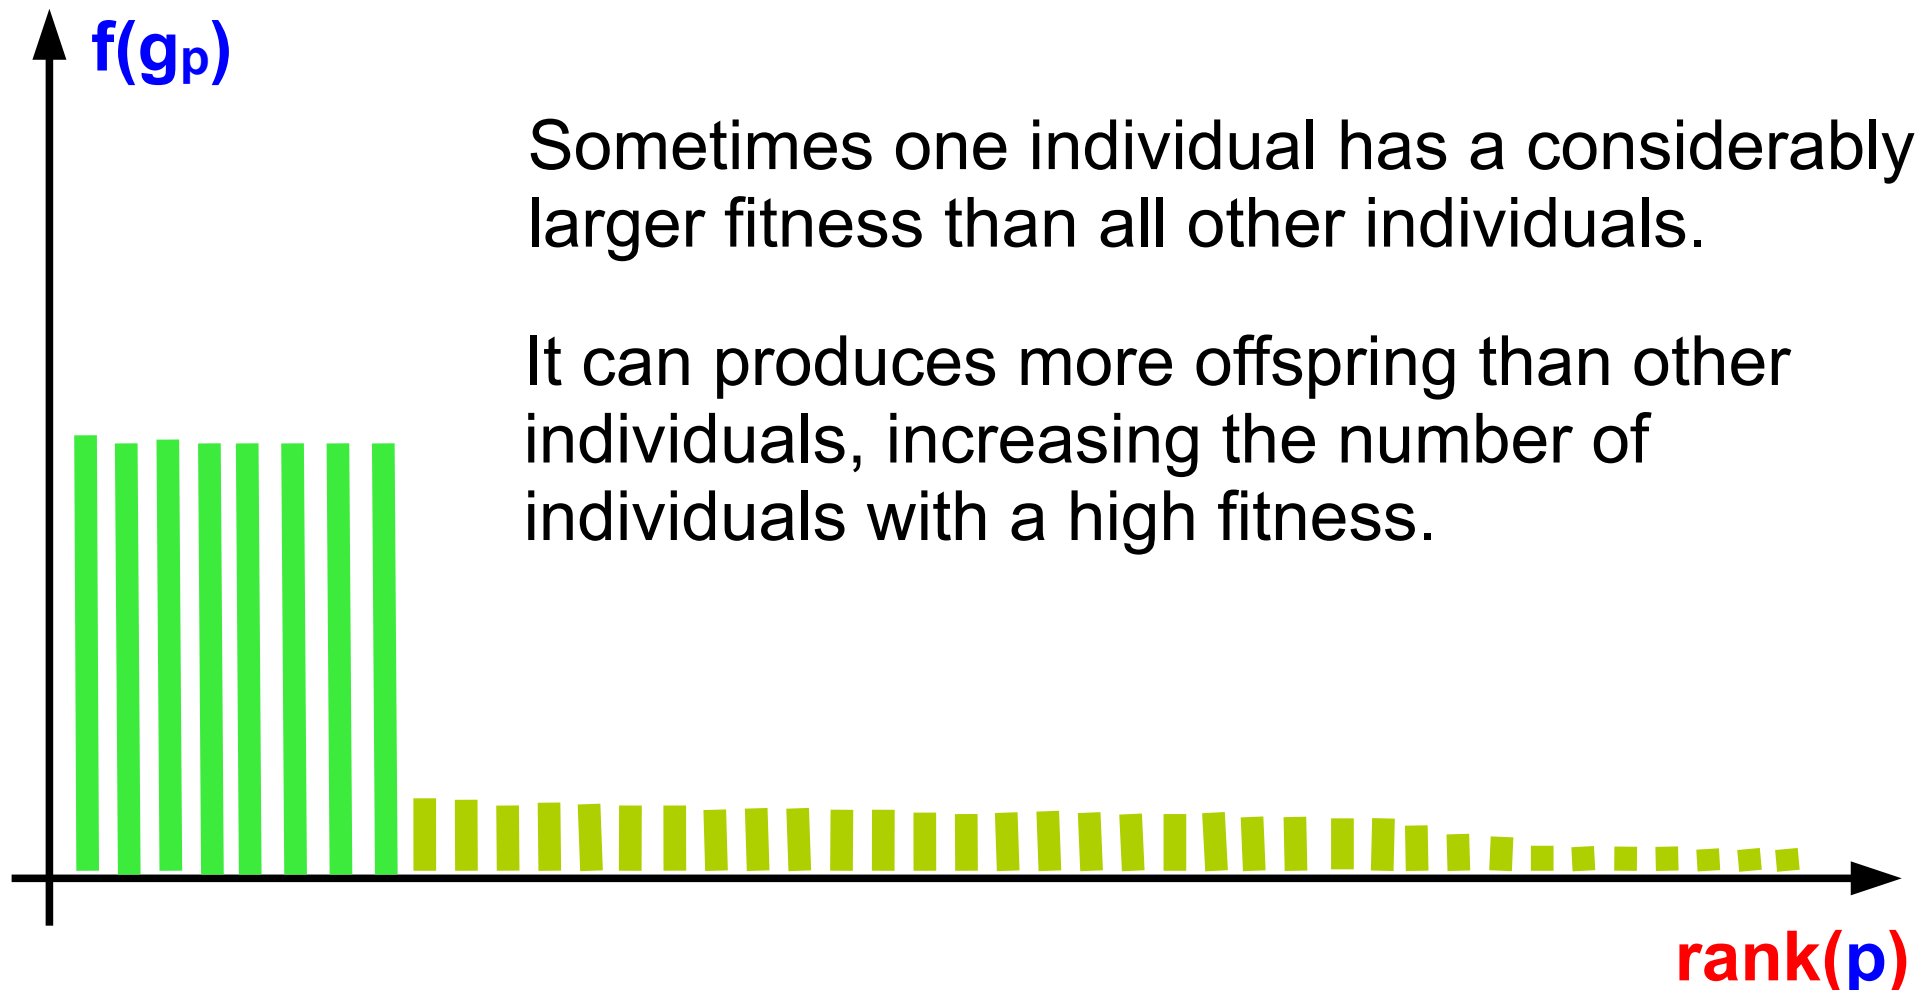 f(gp)
Sometimes one individual has a considerably
larger fitness than all other individuals.
It can produces more offspring than other
individuals, increasing the number of
individuals with a high fitness.
rank(p)